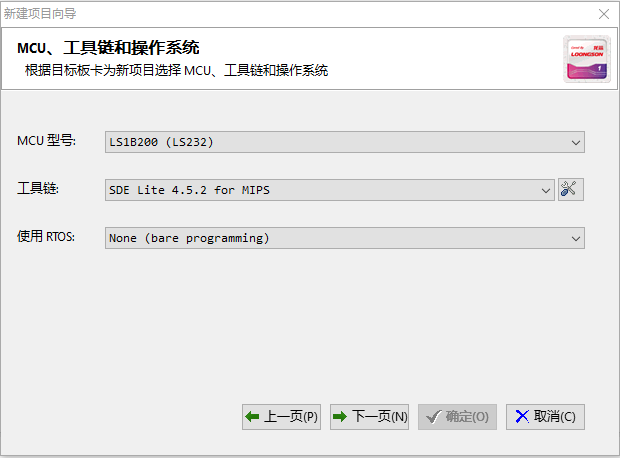 新建项目向导
MCU、工具链和操作系统
根据目标板卡为新项目选择 MCU、工具链和操作系统
LOONGSON
MCU 型号:
LS1B200 (LS232)
工具链:
SDE Lite 4.5.2 for MIPS
使用 RTOS:
None (bare programming)
上一页(P)
下一页(N)
确定(O)
取消(C)